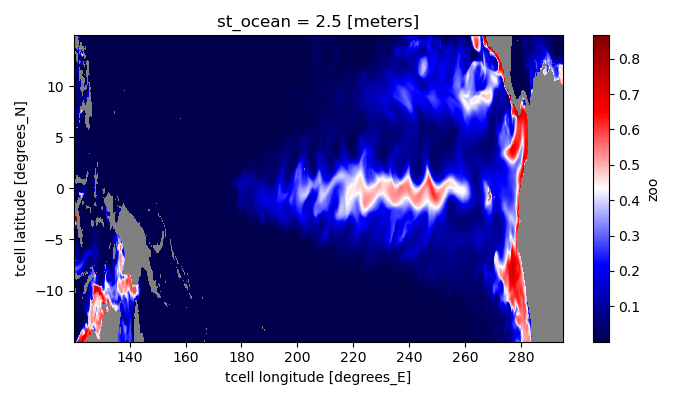 st_ocean = 2.5 [meters]
10
5
0
−5
−10
tcell latitude [degrees_N]
140 160 180 200 220 240 260 280
tcell longitude [degrees_E]
0.8
0.7
0.6
0.5
0.4
0.3
0.2
0.1
zoo